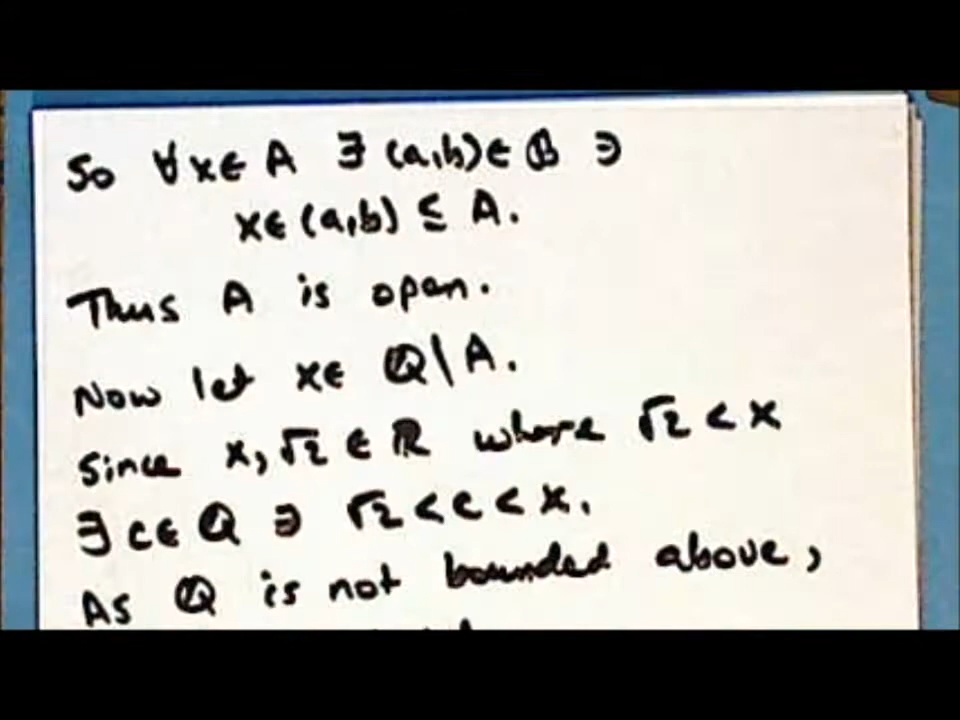 So ∀x∈A ∃(a,b)∈𝔹 ∋
x∈(a,b) ⊆ A.
Thus A is open.
Now let x∈ ℚ\A.
Since x,√2 ∈ ℝ where √2 < x
∃c∈ ℚ ∋ √2 < c < x.
As ℚ is not bounded above,